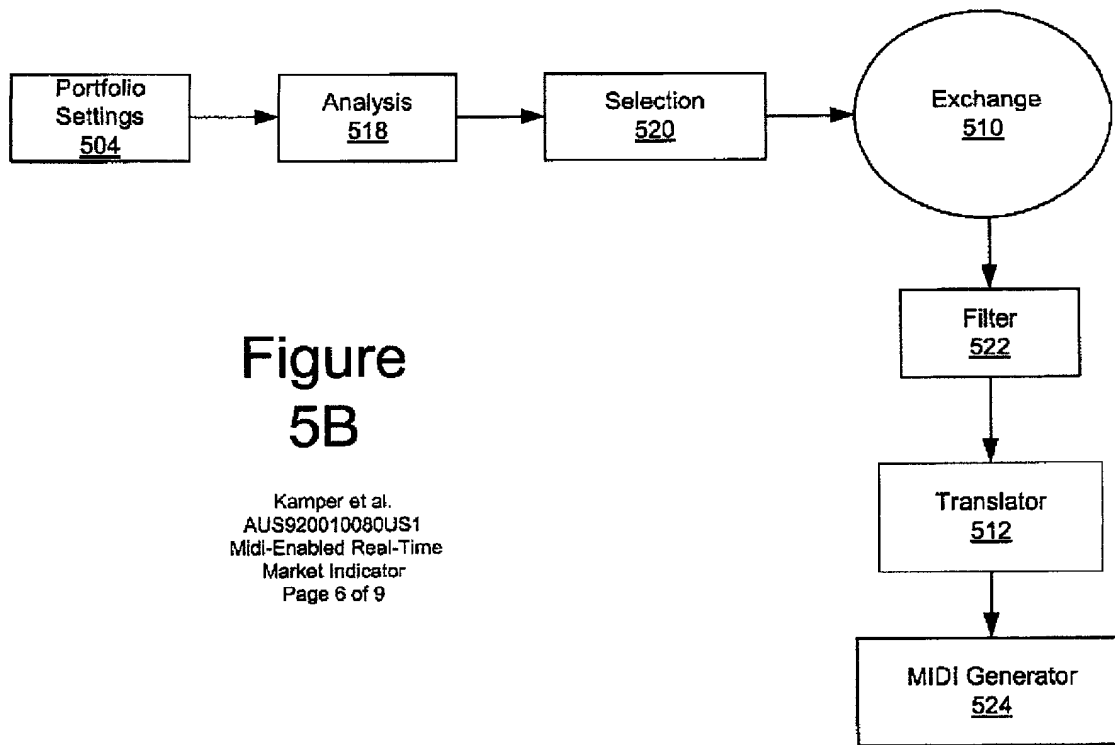 Portfolio
Settings
504
Analysis
518
Selection
520
Exchange
510
Filter
522
Figure
5B
Translator
512
Kamper et al.
AUS920010080US1
Midi-Enabled Real-Time
Market Indicator
Page 6 of 9
MIDI Generator
524